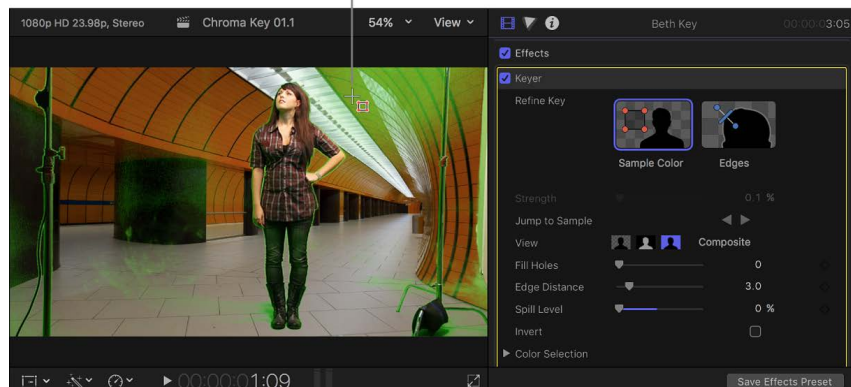 1080p HD 23.98p, Stereo Chroma Key 01.1 54% View
Beth Key 00:00:03:05
Effects
Keyer
Refine Key
Sample Color Edges
Strength 0.1 %
Jump to Sample
View Composite
Fill Holes 0
Edge Distance 3.0
Spill Level 0 %
Invert
Color Selection
00:00:01:09
Save Effects Preset